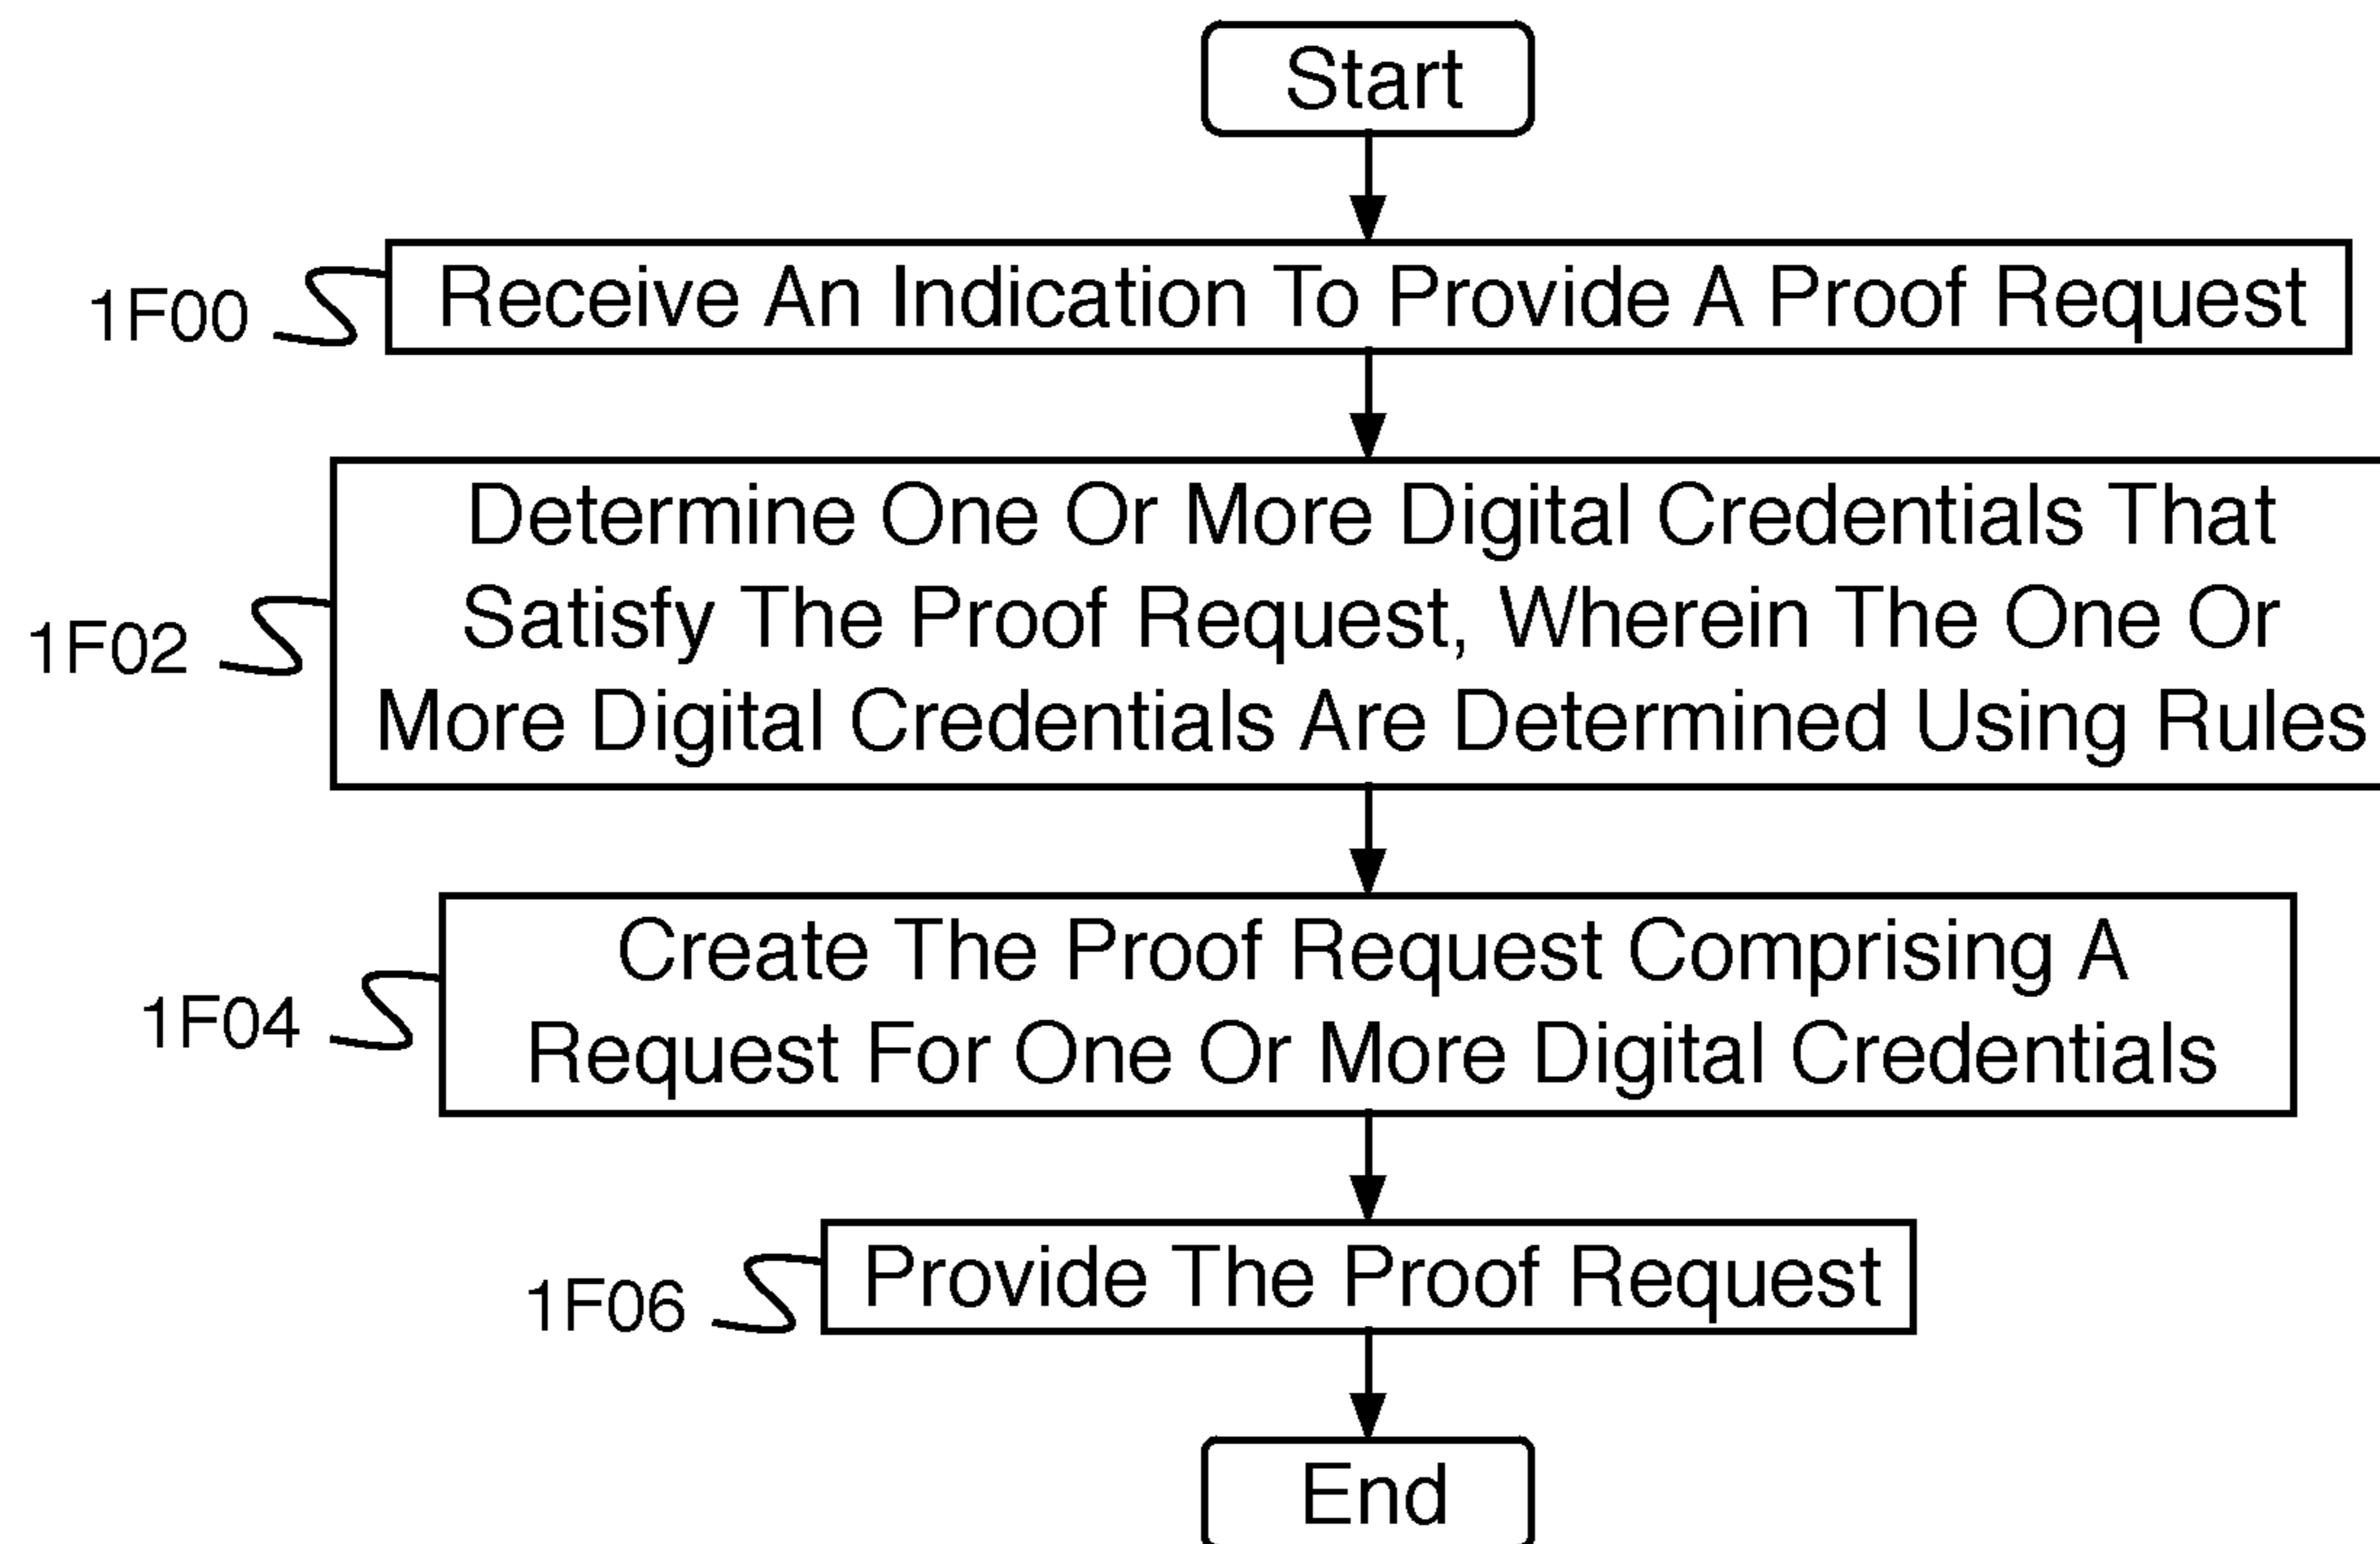 Start
1F00
Receive An Indication To Provide A Proof Request
Determine One Or More Digital Credentials That
Satisfy The Proof Request, Wherein The One Or
More Digital Credentials Are Determined Using Rules
1F02
Create The Proof Request Comprising A
Request For One Or More Digital Credentials
1F04
Provide The Proof Request
1F06
End